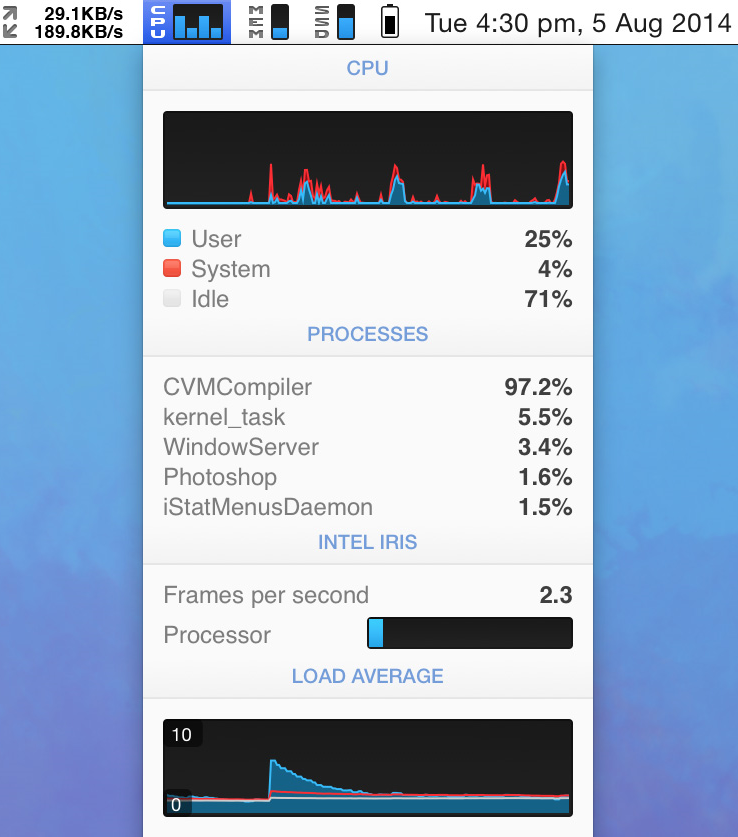 29.1KB/s
189.8KB/s
CPU
MEM
SSD
Tue 4:30 pm, 5 Aug 2014
CPU
User 25%
System 4%
Idle 71%
PROCESSES
CVMCompiler 97.2%
kernel_task 5.5%
WindowServer 3.4%
Photoshop 1.6%
iStatMenusDaemon 1.5%
INTEL IRIS
Frames per second 2.3
Processor
LOAD AVERAGE
10
0